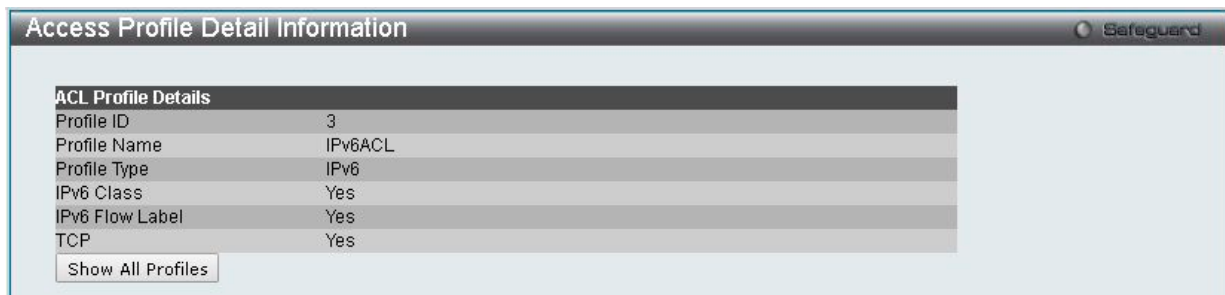 Access Profile Detail Information
Safeguard
ACL Profile Details
Profile ID 3
Profile Name IPv6ACL
Profile Type IPv6
IPv6 Class Yes
IPv6 Flow Label Yes
TCP Yes
Show All Profiles